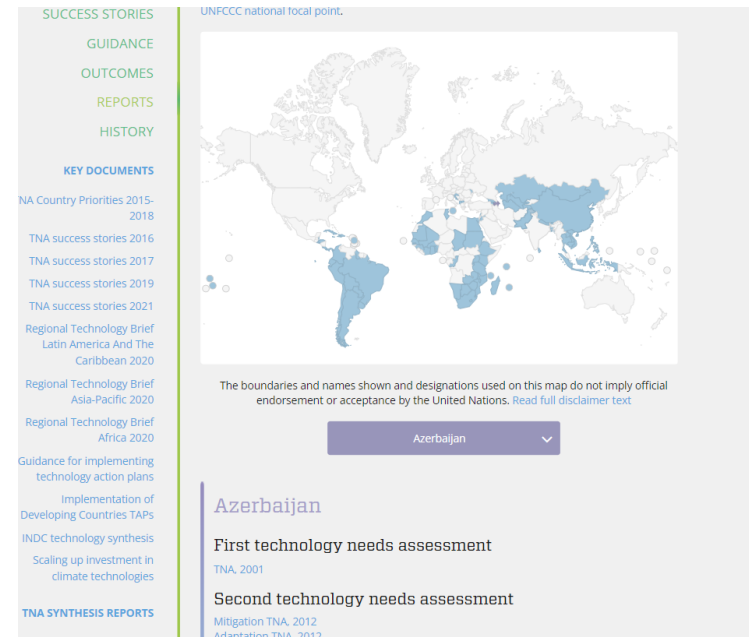 SUCCESS STORIES
GUIDANCE
OUTCOMES
REPORTS
HISTORY
KEY DOCUMENTS
NA Country Priorities 2015-
2018
TNA success stories 2016
TNA success stories 2017
TNA success stories 2019
TNA success stories 2021
Regional Technology Brief
Latin America And The
Caribbean 2020
Regional Technology Brief
Asia-Pacific 2020
Regional Technology Brief
Africa 2020
Guidance for implementing
technology action plans
Implementation of
Developing Countries TAPs
INDC technology synthesis
Scaling up investment in
climate technologies
TNA SYNTHESIS REPORTS
UNFCCC national focal point.
The boundaries and names shown and designations used on this map do not imply official
endorsement or acceptance by the United Nations. Read full disclaimer text
Azerbaijan
Azerbaijan
First technology needs assessment
TNA, 2001
Second technology needs assessment
Mitigation TNA, 2012
Adaptation TNA, 2012